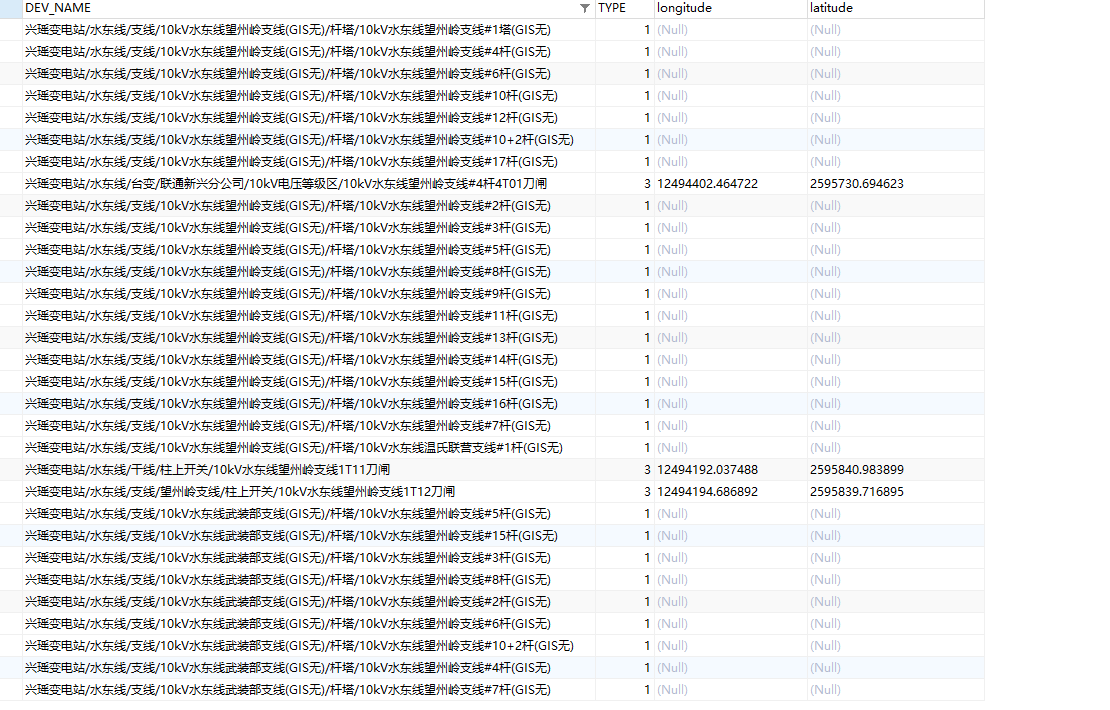 DEV_NAME TYPE longitude latitude
兴瑶变电站/水东线/支线/10kV水东线望州岭支线(GIS无)/杆塔/10kV水东线望州岭支线#1塔(GIS无) 1 (Null) (Null)
兴瑶变电站/水东线/支线/10kV水东线望州岭支线(GIS无)/杆塔/10kV水东线望州岭支线#4杆(GIS无) 1 (Null) (Null)
兴瑶变电站/水东线/支线/10kV水东线望州岭支线(GIS无)/杆塔/10kV水东线望州岭支线#6杆(GIS无) 1 (Null) (Null)
兴瑶变电站/水东线/支线/10kV水东线望州岭支线(GIS无)/杆塔/10kV水东线望州岭支线#10杆(GIS无) 1 (Null) (Null)
兴瑶变电站/水东线/支线/10kV水东线望州岭支线(GIS无)/杆塔/10kV水东线望州岭支线#12杆(GIS无) 1 (Null) (Null)
兴瑶变电站/水东线/支线/10kV水东线望州岭支线(GIS无)/杆塔/10kV水东线望州岭支线#10+2杆(GIS无) 1 (Null) (Null)
兴瑶变电站/水东线/支线/10kV水东线望州岭支线(GIS无)/杆塔/10kV水东线望州岭支线#17杆(GIS无) 1 (Null) (Null)
兴瑶变电站/水东线/台变/联通新兴分公司/10kV电压等级区/10kV水东线望州岭支线#4杆4T01刀闸 3 12494402.464722 2595730.694623
兴瑶变电站/水东线/支线/10kV水东线望州岭支线(GIS无)/杆塔/10kV水东线望州岭支线#2杆(GIS无) 1 (Null) (Null)
兴瑶变电站/水东线/支线/10kV水东线望州岭支线(GIS无)/杆塔/10kV水东线望州岭支线#3杆(GIS无) 1 (Null) (Null)
兴瑶变电站/水东线/支线/10kV水东线望州岭支线(GIS无)/杆塔/10kV水东线望州岭支线#5杆(GIS无) 1 (Null) (Null)
兴瑶变电站/水东线/支线/10kV水东线望州岭支线(GIS无)/杆塔/10kV水东线望州岭支线#8杆(GIS无) 1 (Null) (Null)
兴瑶变电站/水东线/支线/10kV水东线望州岭支线(GIS无)/杆塔/10kV水东线望州岭支线#9杆(GIS无) 1 (Null) (Null)
兴瑶变电站/水东线/支线/10kV水东线望州岭支线(GIS无)/杆塔/10kV水东线望州岭支线#11杆(GIS无) 1 (Null) (Null)
兴瑶变电站/水东线/支线/10kV水东线望州岭支线(GIS无)/杆塔/10kV水东线望州岭支线#13杆(GIS无) 1 (Null) (Null)
兴瑶变电站/水东线/支线/10kV水东线望州岭支线(GIS无)/杆塔/10kV水东线望州岭支线#14杆(GIS无) 1 (Null) (Null)
兴瑶变电站/水东线/支线/10kV水东线望州岭支线(GIS无)/杆塔/10kV水东线望州岭支线#15杆(GIS无) 1 (Null) (Null)
兴瑶变电站/水东线/支线/10kV水东线望州岭支线(GIS无)/杆塔/10kV水东线望州岭支线#16杆(GIS无) 1 (Null) (Null)
兴瑶变电站/水东线/支线/10kV水东线望州岭支线(GIS无)/杆塔/10kV水东线望州岭支线#7杆(GIS无) 1 (Null) (Null)
兴瑶变电站/水东线/支线/10kV水东线望州岭支线(GIS无)/杆塔/10kV水东线温氏联营支线#1杆(GIS无) 1 (Null) (Null)
兴瑶变电站/水东线/干线/柱上开关/10kV水东线望州岭支线1T11刀闸 3 12494192.037488 2595840.983899
兴瑶变电站/水东线/支线/望州岭支线/柱上开关/10kV水东线望州岭支线1T12刀闸 3 12494194.686892 2595839.716895
兴瑶变电站/水东线/支线/10kV水东线武装部支线(GIS无)/杆塔/10kV水东线望州岭支线#5杆(GIS无) 1 (Null) (Null)
兴瑶变电站/水东线/支线/10kV水东线武装部支线(GIS无)/杆塔/10kV水东线望州岭支线#15杆(GIS无) 1 (Null) (Null)
兴瑶变电站/水东线/支线/10kV水东线武装部支线(GIS无)/杆塔/10kV水东线望州岭支线#3杆(GIS无) 1 (Null) (Null)
兴瑶变电站/水东线/支线/10kV水东线武装部支线(GIS无)/杆塔/10kV水东线望州岭支线#8杆(GIS无) 1 (Null) (Null)
兴瑶变电站/水东线/支线/10kV水东线武装部支线(GIS无)/杆塔/10kV水东线望州岭支线#2杆(GIS无) 1 (Null) (Null)
兴瑶变电站/水东线/支线/10kV水东线武装部支线(GIS无)/杆塔/10kV水东线望州岭支线#6杆(GIS无) 1 (Null) (Null)
兴瑶变电站/水东线/支线/10kV水东线武装部支线(GIS无)/杆塔/10kV水东线望州岭支线#10+2杆(GIS无) 1 (Null) (Null)
兴瑶变电站/水东线/支线/10kV水东线武装部支线(GIS无)/杆塔/10kV水东线望州岭支线#4杆(GIS无) 1 (Null) (Null)
兴瑶变电站/水东线/支线/10kV水东线武装部支线(GIS无)/杆塔/10kV水东线望州岭支线#7杆(GIS无) 1 (Null) (Null)